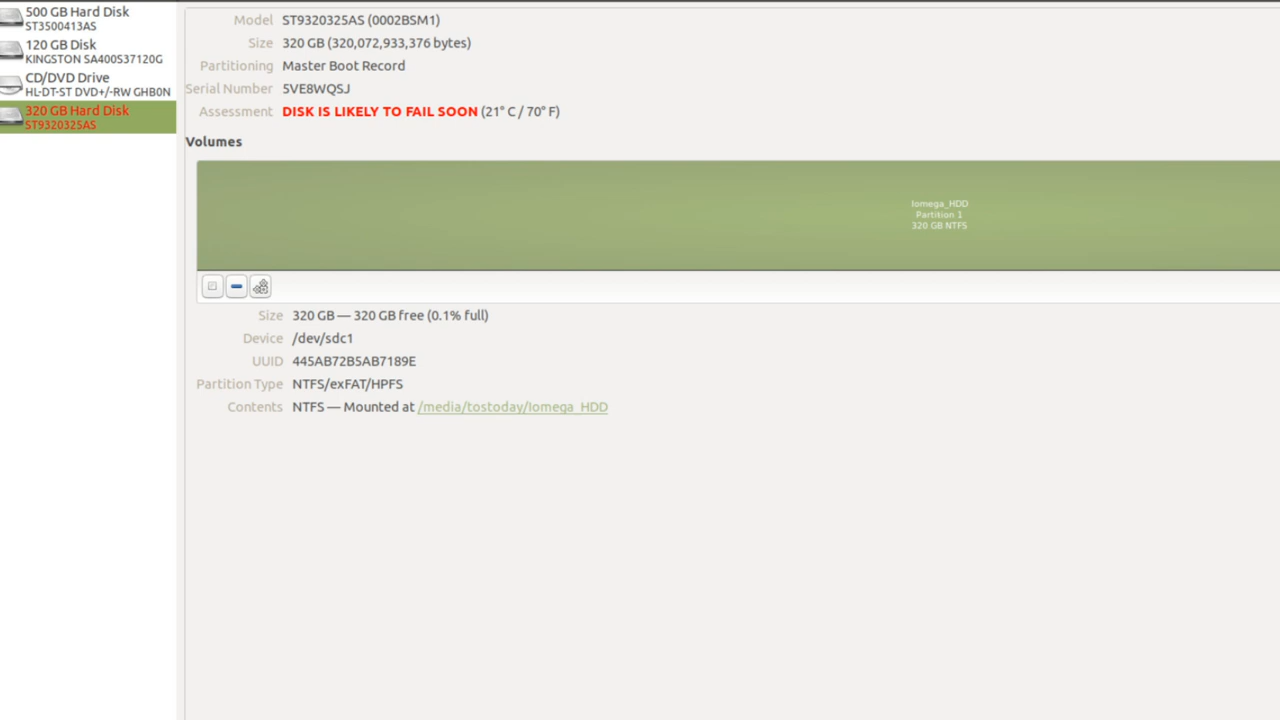 500 GB Hard Disk
ST3500413AS
120 GB Disk
KINGSTON SA400S37120G
CD/DVD Drive
HL-DT-ST DVD+/-RW GHB0N
320 GB Hard Disk
ST9320325AS
Model ST9320325AS (0002BSM1)
Size 320 GB (320,072,933,376 bytes)
Partitioning Master Boot Record
Serial Number 5VE8WQSJ
Assessment DISK IS LIKELY TO FAIL SOON (21° C / 70° F)
Volumes
Iomega_HDD
Partition 1
320 GB NTFS
Size 320 GB — 320 GB free (0.1% full)
Device /dev/sdc1
UUID 445AB72B5AB7189E
Partition Type NTFS/exFAT/HPFS
Contents NTFS — Mounted at /media/tostoday/Iomega_HDD